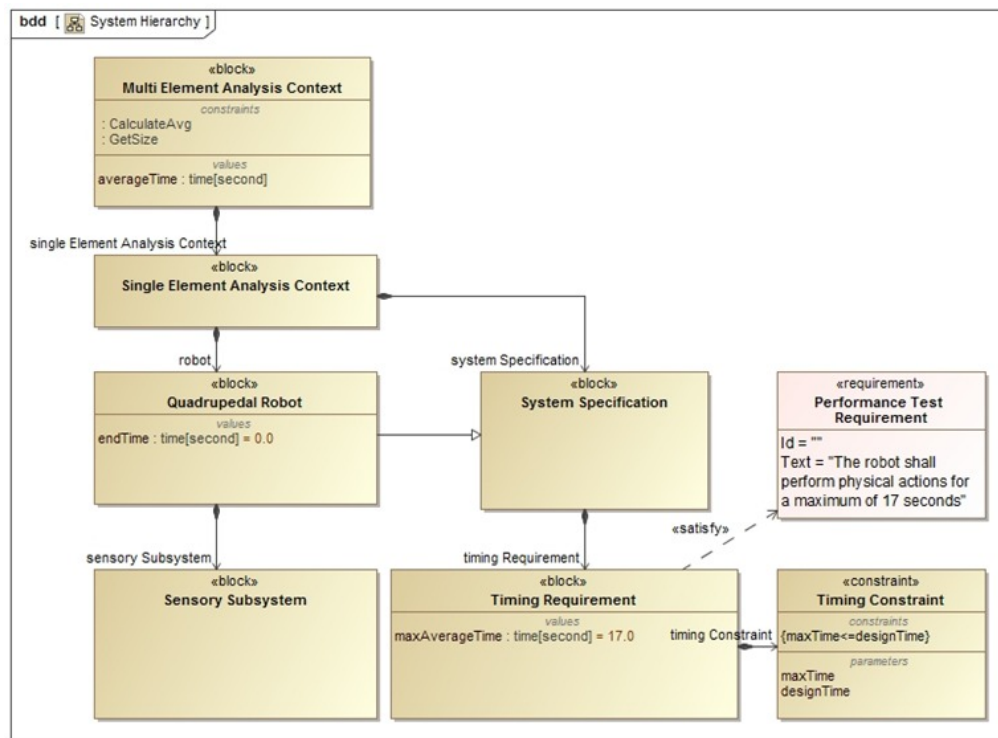 bdd [ System Hierarchy ]
«block»
Multi Element Analysis Context
constraints
: CalculateAvg
: GetSize
values
averageTime : time[second]
single Element Analysis Context
«block»
Single Element Analysis Context
robot
system Specification
«block»
Quadrupedal Robot
values
endTime : time[second] = 0.0
«block»
System Specification
«requirement»
Performance Test
Requirement
Id = ""
Text = "The robot shall
perform physical actions for
a maximum of 17 seconds"
«satisfy»
sensory Subsystem
timing Requirement
«block»
Sensory Subsystem
«block»
Timing Requirement
values
maxAverageTime : time[second] = 17.0
timing Constraint
«constraint»
Timing Constraint
constraints
{maxTime<=designTime}
parameters
maxTime
designTime